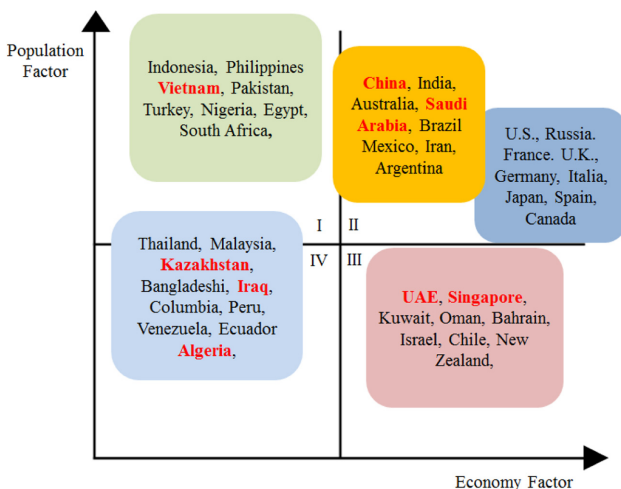 Population
Factor
Indonesia, Philippines
Vietnam, Pakistan,
Turkey, Nigeria, Egypt,
South Africa,
China, India,
Australia, Saudi
Arabia, Brazil
Mexico, Iran,
Argentina
U.S., Russia.
France. U.K.,
Germany, Italia,
Japan, Spain,
Canada
I
II
IV
III
Thailand, Malaysia,
Kazakhstan,
Bangladeshi, Iraq,
Columbia, Peru,
Venezuela, Ecuador
Algeria,
UAE, Singapore,
Kuwait, Oman, Bahrain,
Israel, Chile, New
Zealand,
Economy Factor